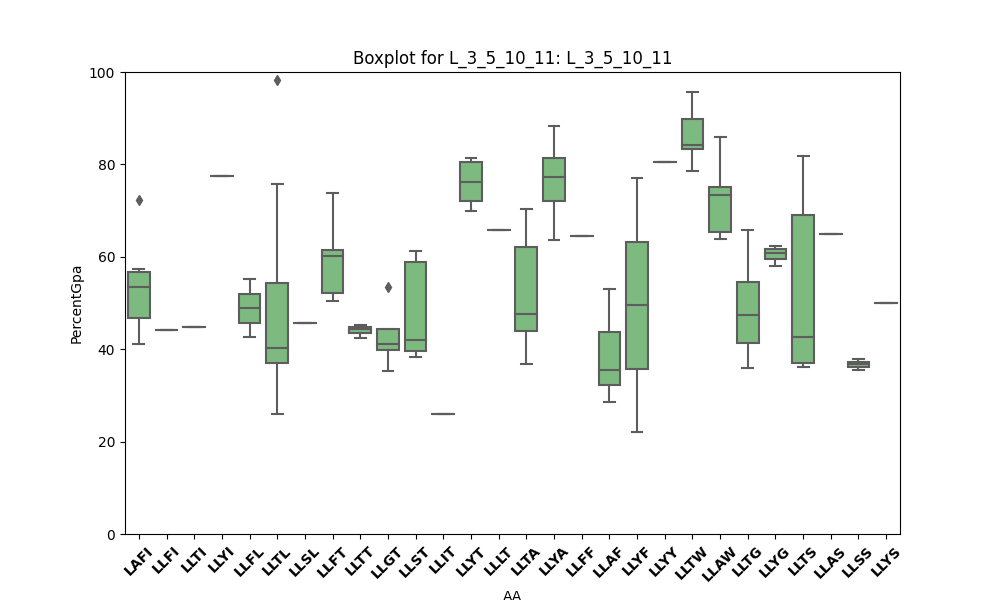 Boxplot for L_3_5_10_11: L_3_5_10_11
100
80
60
40
20
0
PercentGpa
LAFI LLFI LLTI LLYI LLFL LLTL LLSL LLFT LLTT LLGT LLST LLIT LLYT LLLT LLTA LLYA LLFF LLAF LLYF LLYY LLTW LLAW LLTG LLYG LLTS LLAS LLSS LLYS
AA